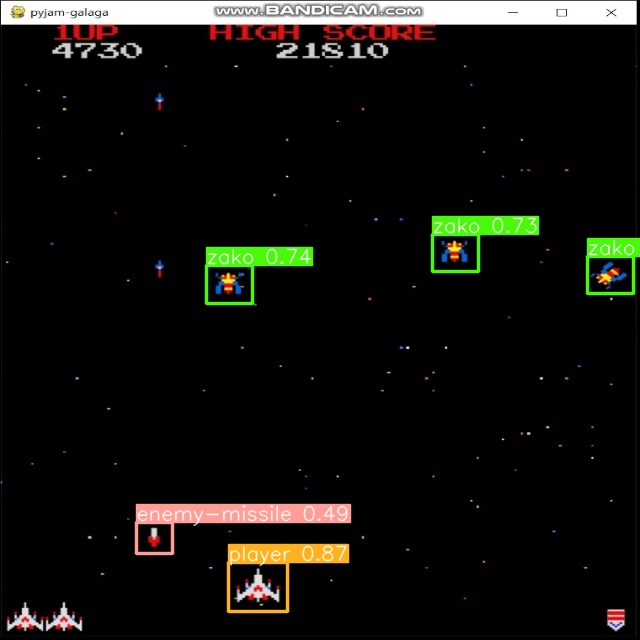 pyjam-galaga
www.BANDICAM.com
1UP HIGH SCORE
4730 21810
zako 0.73
zako
zako 0.74
enemy-missile 0.49
player 0.87